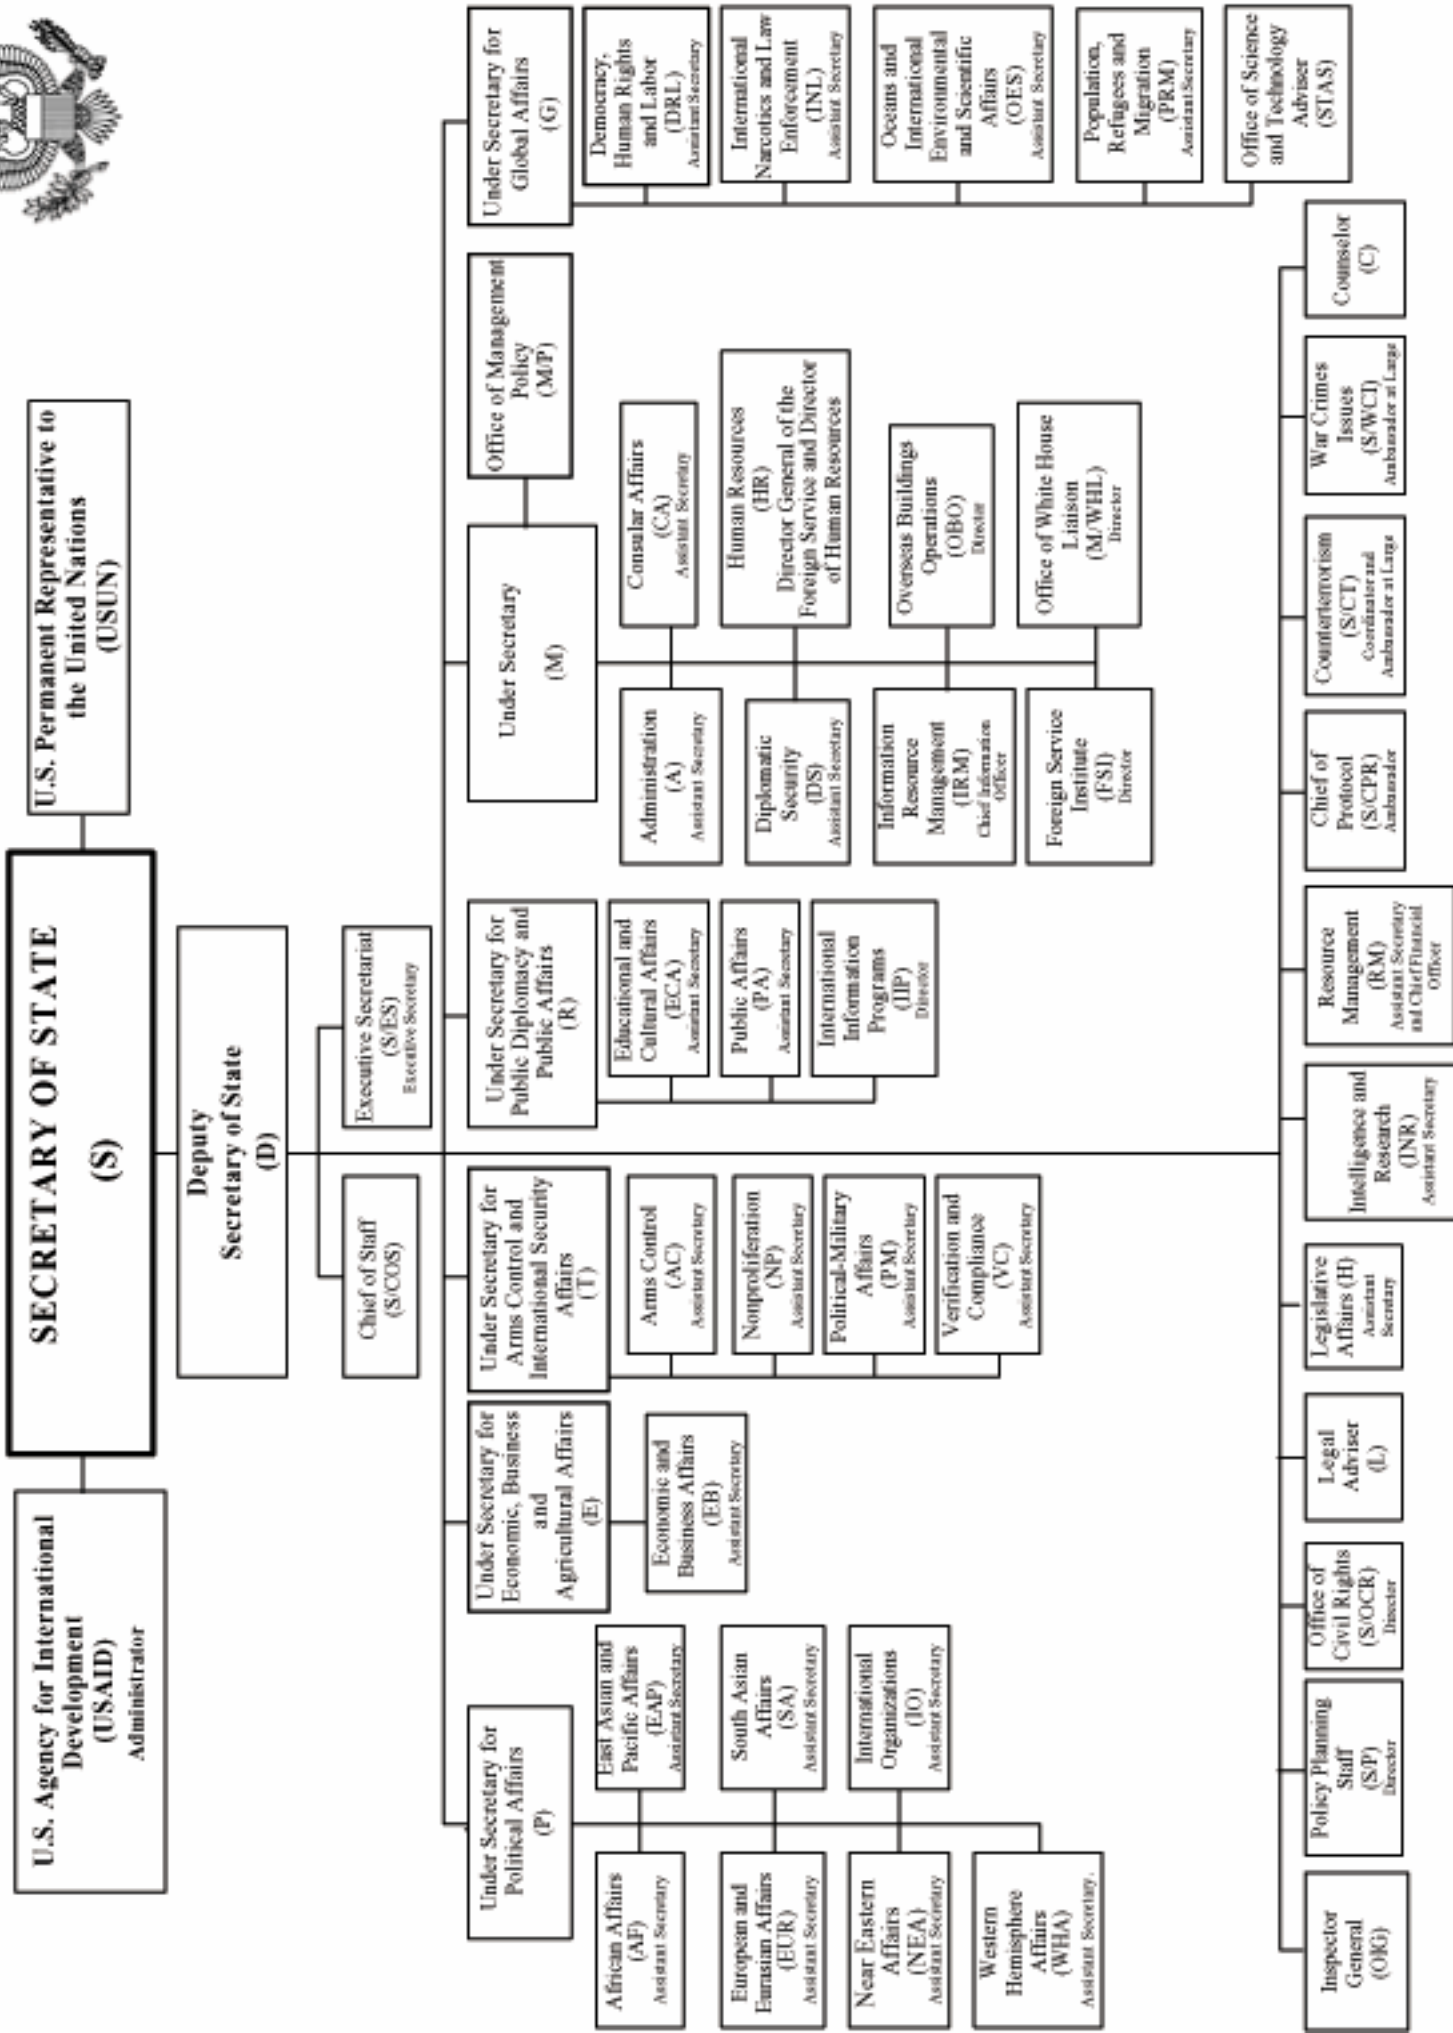 SECRETARY OF STATE
(S)
U.S. Agency for International
Development
(USAID)
Administrator
U.S. Permanent Representative to
the United Nations
(USUN)
Deputy
Secretary of State
(D)
Chief of Staff
(S/COS)
Executive Secretariat
(S/ES)
Executive Secretary
Under Secretary for
Political Affairs
(P)
African Affairs
(AF)
Assistant Secretary
East Asian and
Pacific Affairs
(EAP)
Assistant Secretary
European and
Eurasian Affairs
(EUR)
Assistant Secretary
South Asian
Affairs
(SA)
Assistant Secretary
Near Eastern
Affairs
(NEA)
Assistant Secretary
International
Organizations
(IO)
Assistant Secretary
Western
Hemisphere
Affairs
(WHA)
Assistant Secretary.
Under Secretary for
Economic, Business
and
Agricultural Affairs
(E)
Economic and
Business Affairs
(EB)
Assistant Secretary
Under Secretary for
Arms Control and
International Security
Affairs
(T)
Arms Control
(AC)
Assistant Secretary
Nonproliferation
(NP)
Assistant Secretary
Political-Military
Affairs
(PM)
Assistant Secretary
Verification and
Compliance
(VC)
Assistant Secretary
Under Secretary for
Public Diplomacy and
Public Affairs
(R)
Educational and
Cultural Affairs
(ECA)
Assistant Secretary
Public Affairs
(PA)
Assistant Secretary
International
Information
Programs
(IIP)
Director
Under Secretary
(M)
Office of Management
Policy
(M/P)
Administration
(A)
Assistant Secretary
Consular Affairs
(CA)
Assistant Secretary
Diplomatic
Security
(DS)
Assistant Secretary
Human Resources
(HR)
Director General of the
Foreign Service and Director
of Human Resources
Information
Resource
Management
(IRM)
Chief Information
Officer
Overseas Buildings
Operations
(OBO)
Director
Foreign Service
Institute
(FSI)
Director
Office of White House
Liaison
(M/WHL)
Director
Under Secretary for
Global Affairs
(G)
Democracy,
Human Rights
and Labor
(DRL)
Assistant Secretary
International
Narcotics and Law
Enforcement
(INL)
Assistant Secretary
Oceans and
International
Environmental
and Scientific
Affairs
(OES)
Assistant Secretary
Population,
Refugees and
Migration
(PRM)
Assistant Secretary
Office of Science
and Technology
Adviser
(STAS)
Inspector
General
(OIG)
Policy Planning
Staff
(S/P)
Director
Office of
Civil Rights
(S/OCR)
Director
Legal
Adviser
(L)
Legislative
Affairs (H)
Assistant
Secretary
Intelligence and
Research
(INR)
Assistant Secretary
Resource
Management
(RM)
Assistant Secretary
and Chief Financial
Officer
Chief of
Protocol
(S/CPR)
Ambassador
Counterterrorism
(S/CT)
Coordinator and
Ambassador at Large
War Crimes
Issues
(S/WCI)
Ambassador at Large
Counselor
(C)